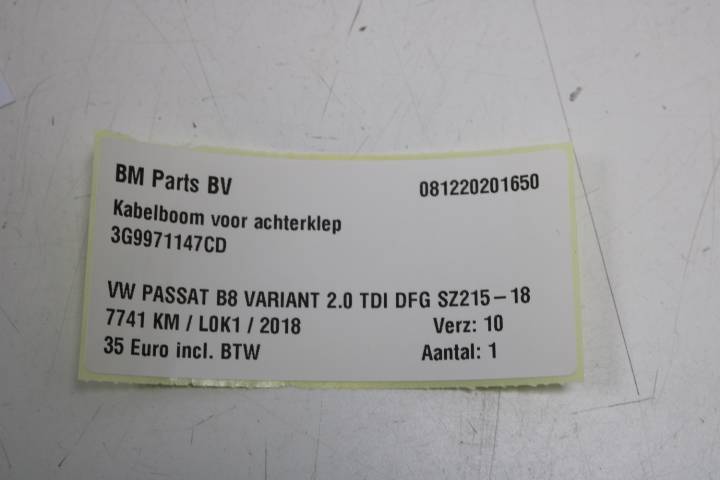 BM Parts BV 081220201650
Kabelboom voor achterklep
3G9971147CD
VW PASSAT B8 VARIANT 2.0 TDI DFG SZ215-18
7741 KM / L0K1 / 2018 Verz: 10
35 Euro incl. BTW Aantal: 1